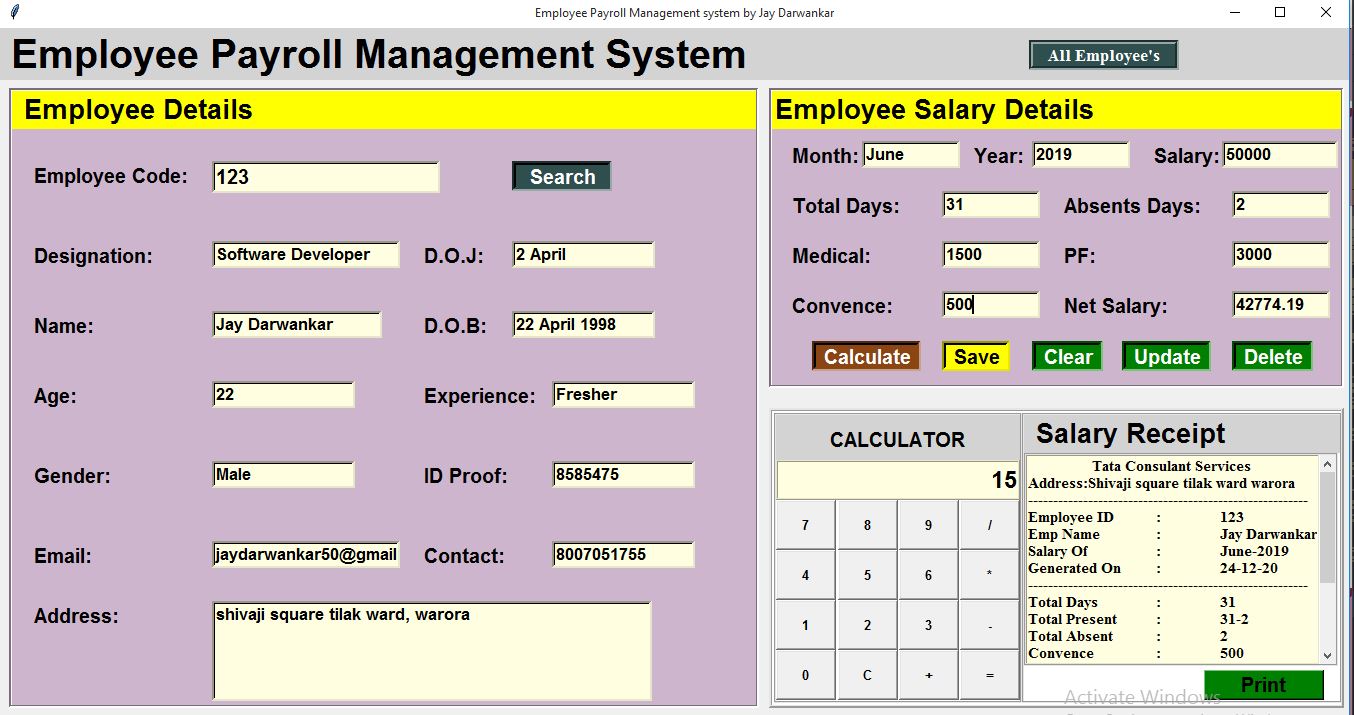 Employee Payroll Management system by Jay Darwankar
Employee Payroll Management System
All Employee's
Employee Details
Employee Code: 123 Search
Designation: Software Developer D.O.J: 2 April
Name: Jay Darwankar D.O.B: 22 April 1998
Age: 22 Experience: Fresher
Gender: Male ID Proof: 8585475
Email: jaydarwankar50@gmail Contact: 8007051755
Address: shivaji square tilak ward, warora
Employee Salary Details
Month: June Year: 2019 Salary: 50000
Total Days: 31 Absents Days: 2
Medical: 1500 PF: 3000
Convence: 500 Net Salary: 42774.19
Calculate Save Clear Update Delete
CALCULATOR
15
7 8 9 /
4 5 6 *
1 2 3 -
0 C + =
Salary Receipt
Tata Consulant Services
Address:Shivaji square tilak ward warora
Employee ID : 123
Emp Name : Jay Darwankar
Salary Of : June-2019
Generated On : 24-12-20
Total Days : 31
Total Present : 31-2
Total Absent : 2
Convence : 500
Print
Activate Windows